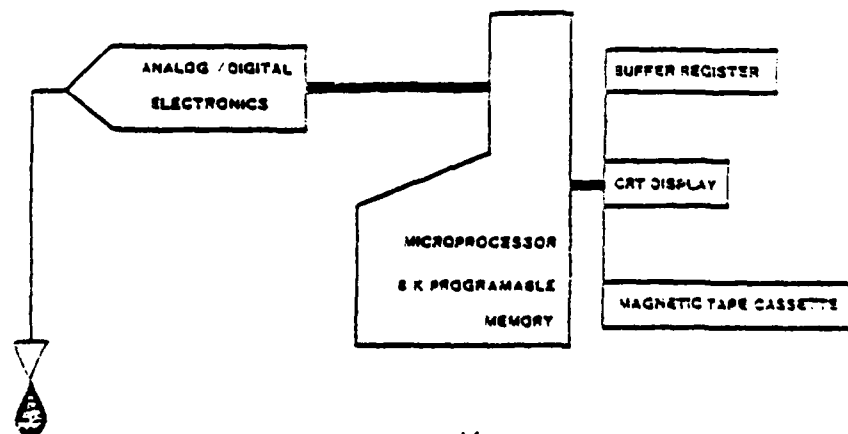 ANALOG / DIGITAL
ELECTRONICS
BUFFER REGISTER
CRT DISPLAY
MICROPROCESSOR
8 K PROGRAMABLE
MEMORY
MAGNETIC TAPE CASSETTE